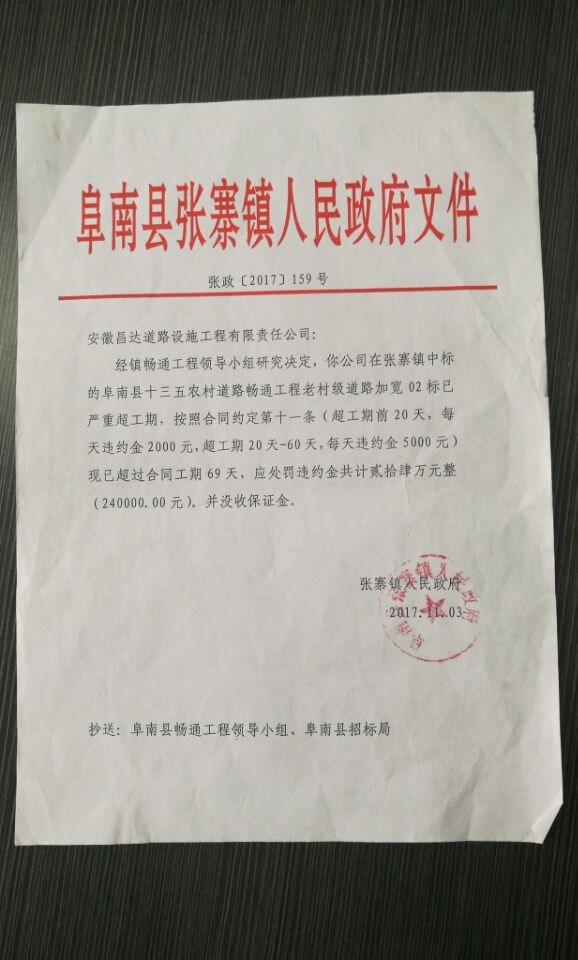 阜南县张寨镇人民政府文件
张政〔2017〕159号
安徽昌达道路设施工程有限责任公司：
经镇畅通工程领导小组研究决定，你公司在张寨镇中标
的阜南县十三五农村道路畅通工程老村级道路加宽02标已
严重超工期，按照合同约定第十一条（超工期前20天，每
天违约金2000元，超工期20天-60天，每天违约金5000元）
现已超过合同工期69天，应处罚违约金共计贰拾肆万元整
（240000.00元）。并没收保证金。
张寨镇人民政府
2017.11.03
阜南县张寨镇人民政府
抄送：阜南县畅通工程领导小组、阜南县招标局